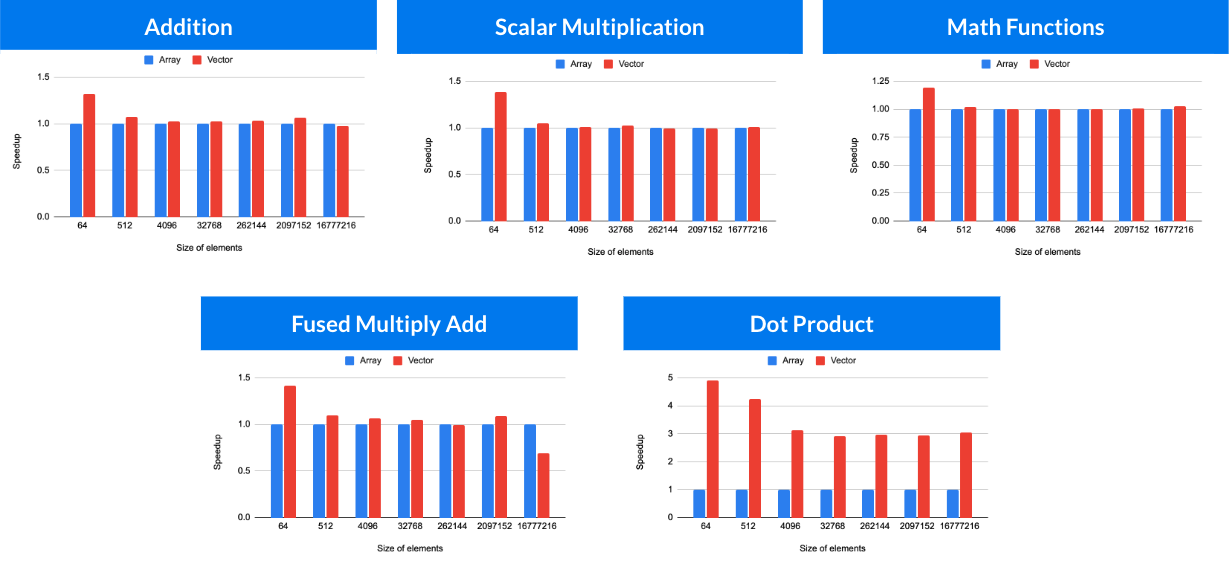 Addition
Array Vector
1.5
1.0
0.5
0.0
Speedup
64 512 4096 32768 262144 2097152 16777216
Size of elements
Scalar Multiplication
Array Vector
1.5
1.0
0.5
0.0
Speedup
64 512 4096 32768 262144 2097152 16777216
Size of elements
Math Functions
Array Vector
1.25
1.00
0.75
0.50
0.25
0.00
Speedup
64 512 4096 32768 262144 2097152 16777216
Size of elements
Fused Multiply Add
Array Vector
1.5
1.0
0.5
0.0
Speedup
64 512 4096 32768 262144 2097152 16777216
Size of elements
Dot Product
Array Vector
5
4
3
2
1
0
Speedup
64 512 4096 32768 262144 2097152 16777216
Size of elements